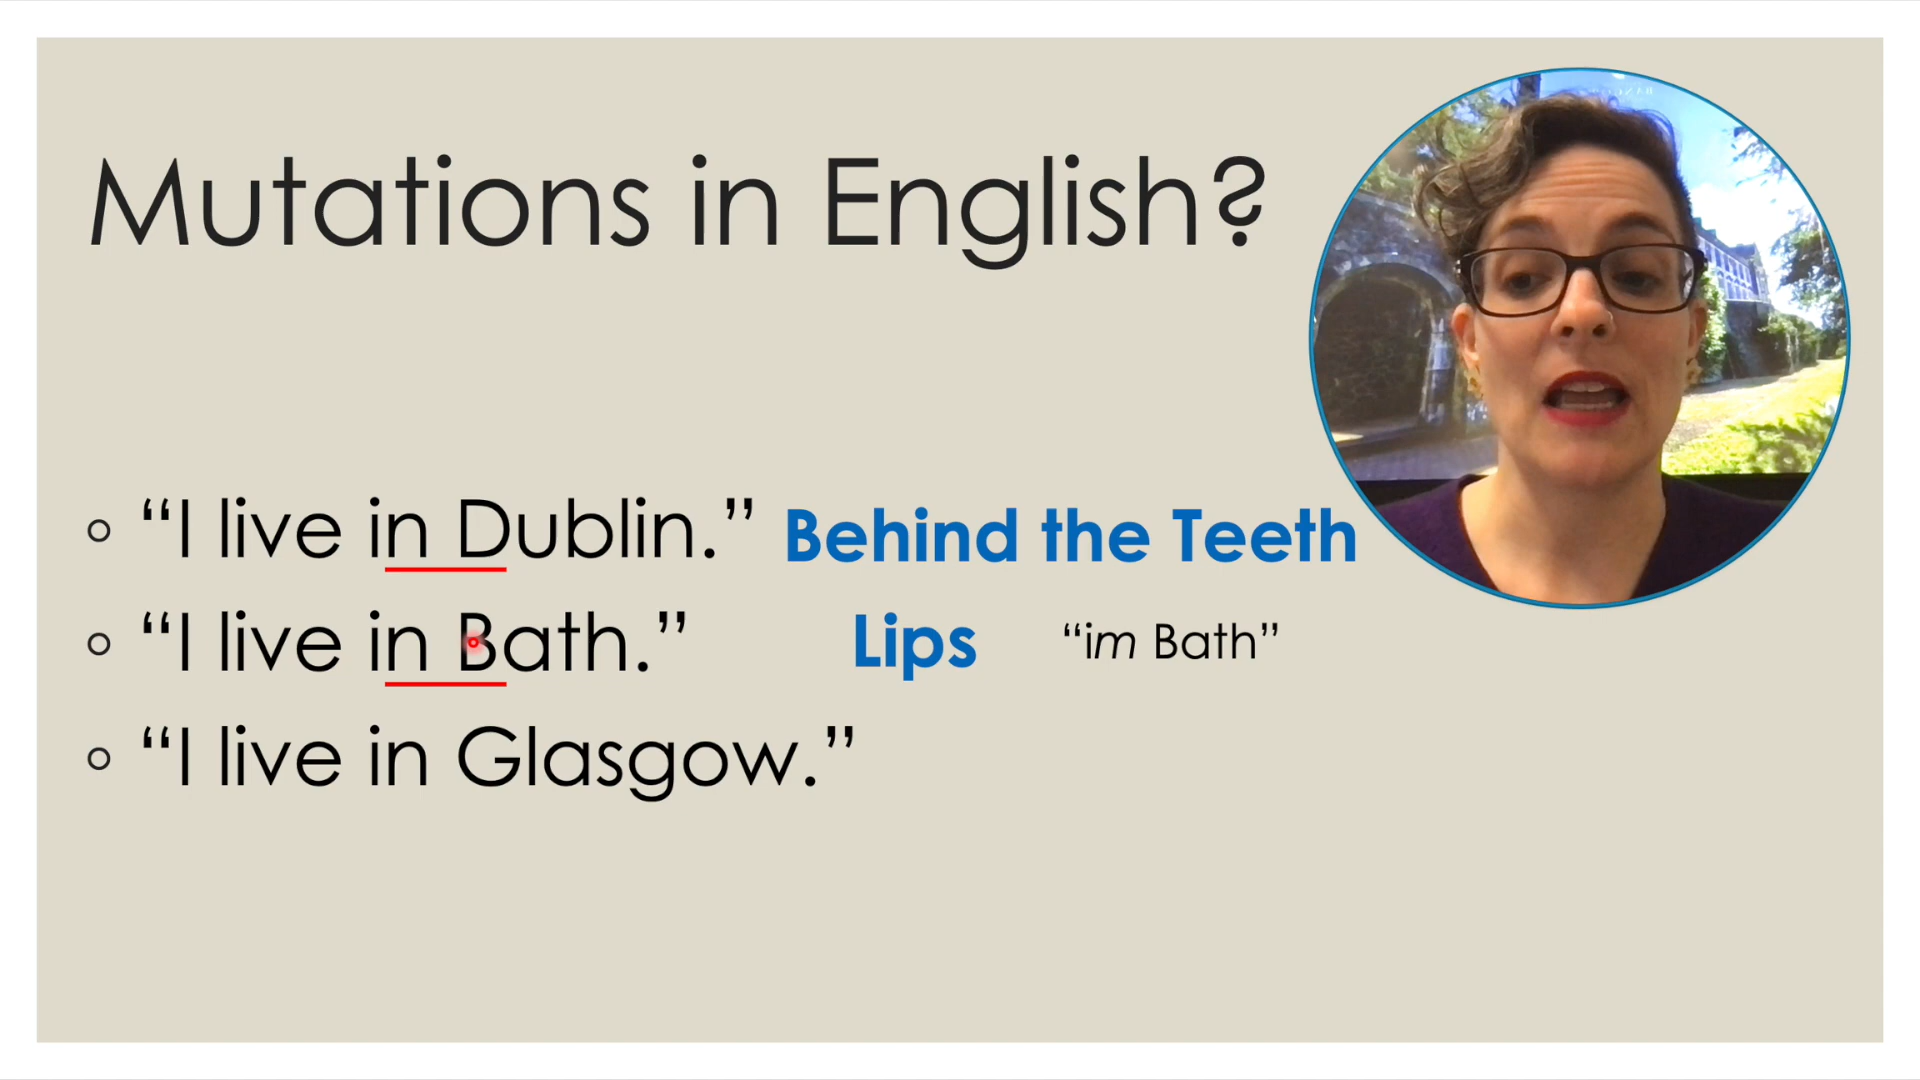 Mutations in English?
“I live in Dublin.” Behind the Teeth
“I live in Bath.” Lips “im Bath”
“I live in Glasgow.”